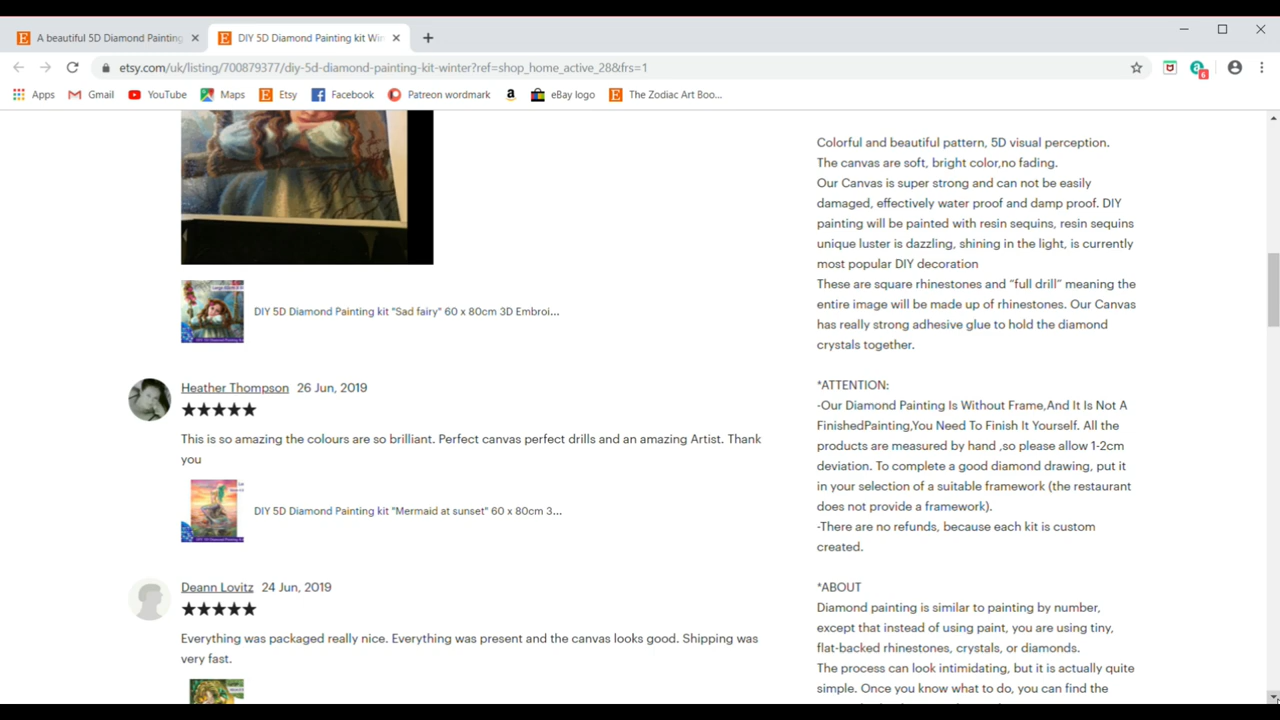 A beautiful 5D Diamond Painting
DIY 5D Diamond Painting kit Win
etsy.com/uk/listing/700879377/diy-5d-diamond-painting-kit-winter?ref=shop_home_active_28&frs=1
6
Apps
Gmail
YouTube
Maps
Etsy
Facebook
Patreon wordmark
eBay logo
The Zodiac Art Boo...
DIY 5D Diamond Painting kit "Sad fairy" 60 x 80cm 3D Embroi...
Heather Thompson 26 Jun, 2019
★★★★★
This is so amazing the colours are so brilliant. Perfect canvas perfect drills and an amazing Artist. Thank
you
DIY 5D Diamond Painting kit "Mermaid at sunset" 60 x 80cm 3...
Deann Lovitz 24 Jun, 2019
★★★★★
Everything was packaged really nice. Everything was present and the canvas looks good. Shipping was
very fast.
Colorful and beautiful pattern, 5D visual perception.
The canvas are soft, bright color,no fading.
Our Canvas is super strong and can not be easily
damaged, effectively water proof and damp proof. DIY
painting will be painted with resin sequins, resin sequins
unique luster is dazzling, shining in the light, is currently
most popular DIY decoration
These are square rhinestones and “full drill” meaning the
entire image will be made up of rhinestones. Our Canvas
has really strong adhesive glue to hold the diamond
crystals together.
*ATTENTION:
-Our Diamond Painting Is Without Frame,And It Is Not A
FinishedPainting,You Need To Finish It Yourself. All the
products are measured by hand ,so please allow 1-2cm
deviation. To complete a good diamond drawing, put it
in your selection of a suitable framework (the restaurant
does not provide a framework).
-There are no refunds, because each kit is custom
created.
*ABOUT
Diamond painting is similar to painting by number,
except that instead of using paint, you are using tiny,
flat-backed rhinestones, crystals, or diamonds.
The process can look intimidating, but it is actually quite
simple. Once you know what to do, you can find the